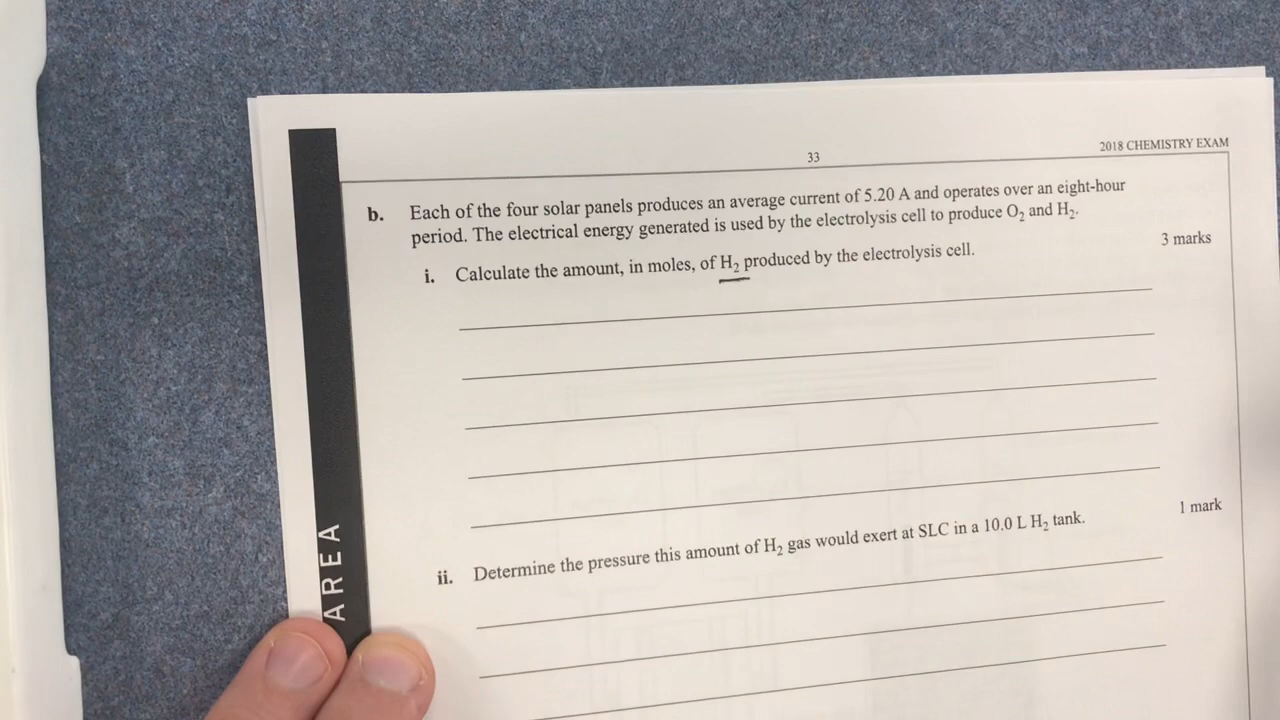 33
2018 CHEMISTRY EXAM
b. Each of the four solar panels produces an average current of 5.20 A and operates over an eight-hour
period. The electrical energy generated is used by the electrolysis cell to produce O₂ and H₂.
i. Calculate the amount, in moles, of H₂ produced by the electrolysis cell.
3 marks
ii. Determine the pressure this amount of H₂ gas would exert at SLC in a 10.0 L H₂ tank.
1 mark
AREA